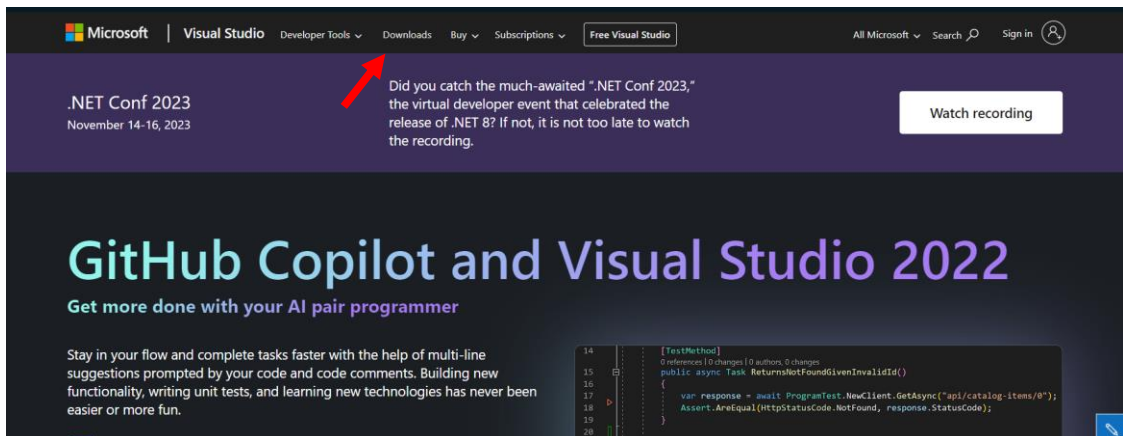 Microsoft | Visual Studio Developer Tools Downloads Buy Subscriptions Free Visual Studio All Microsoft Search Sign in
.NET Conf 2023
November 14-16, 2023
Did you catch the much-awaited ".NET Conf 2023,"
the virtual developer event that celebrated the
release of .NET 8? If not, it is not too late to watch
the recording.
Watch recording
GitHub Copilot and Visual Studio 2022
Get more done with your AI pair programmer
Stay in your flow and complete tasks faster with the help of multi-line
suggestions prompted by your code and code comments. Building new
functionality, writing unit tests, and learning new technologies has never been
easier or more fun.
14 [TestMethod]
0 references | 0 changes | 0 authors, 0 changes
15 public async Task ReturnsNotFoundGivenInvalidId()
16 {
17 var response = await ProgramTest.NewClient.GetAsync("api/catalog-items/0");
18 Assert.AreEqual(HttpStatusCode.NotFound, response.StatusCode);
19 }
20